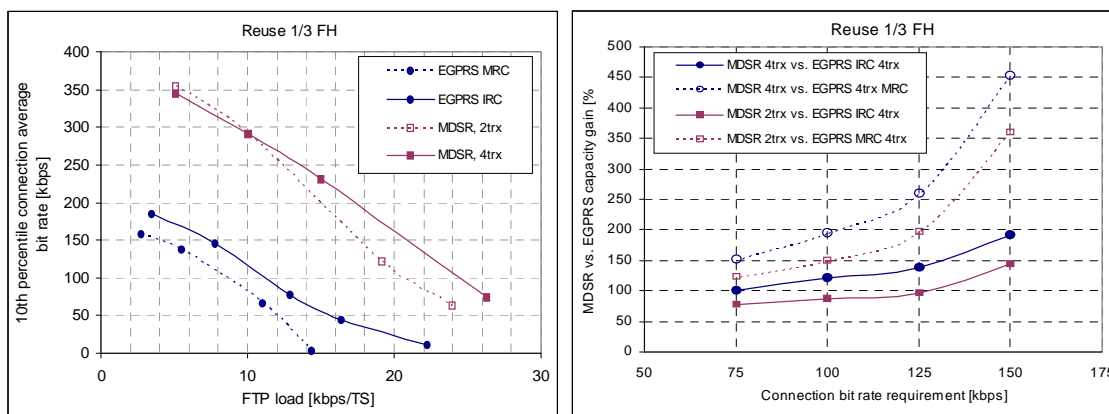 Reuse 1/3 FH
400
350
300
250
200
150
100
50
0
10th percentile connection average
bit rate [kbps]
EGPRS MRC
EGPRS IRC
MDSR, 2trx
MDSR, 4trx
0 10 20 30
FTP load [kbps/TS]
Reuse 1/3 FH
500
450
400
350
300
250
200
150
100
50
0
MDSR vs. EGPRS capacity gain [%
MDSR 4trx vs. EGPRS IRC 4trx
MDSR 4trx vs. EGPRS 4trx MRC
MDSR 2trx vs. EGPRS IRC 4trx
MDSR 2trx vs. EGPRS MRC 4trx
50 75 100 125 150 175
Connection bit rate requirement [kbps]